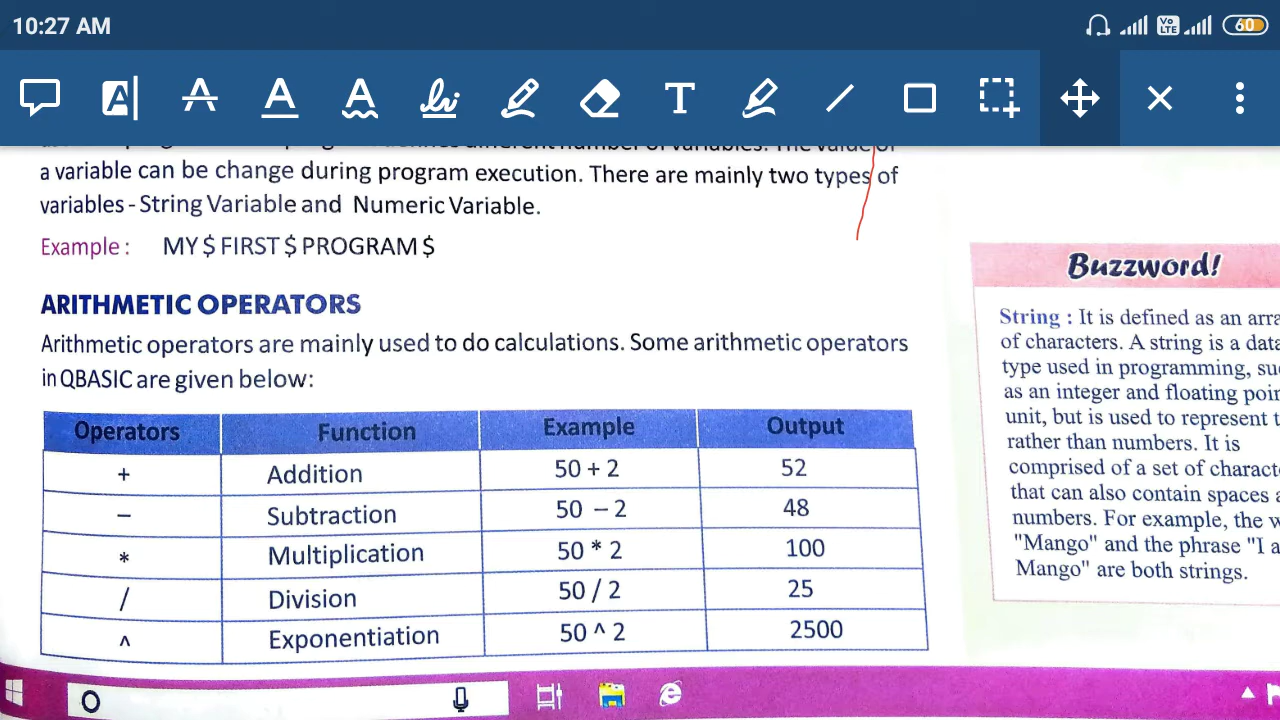 10:27 AM
Vo LTE
60
A
A
A
A
T
a variable can be change during program execution. There are mainly two types of
variables - String Variable and Numeric Variable.
Example : MY $ FIRST $ PROGRAM $
ARITHMETIC OPERATORS
Arithmetic operators are mainly used to do calculations. Some arithmetic operators
in QBASIC are given below:
Operators Function Example Output
+ Addition 50 + 2 52
− Subtraction 50 − 2 48
* Multiplication 50 * 2 100
/ Division 50 / 2 25
^ Exponentiation 50 ^ 2 2500
Buzzword!
String : It is defined as an
of characters. A string is a data
type used in programming,
as an integer and floating
unit, but is used to represent
rather than numbers. It is
comprised of a set of
that can also contain spaces
numbers. For example, the
"Mango" and the phrase "I
Mango" are both strings.